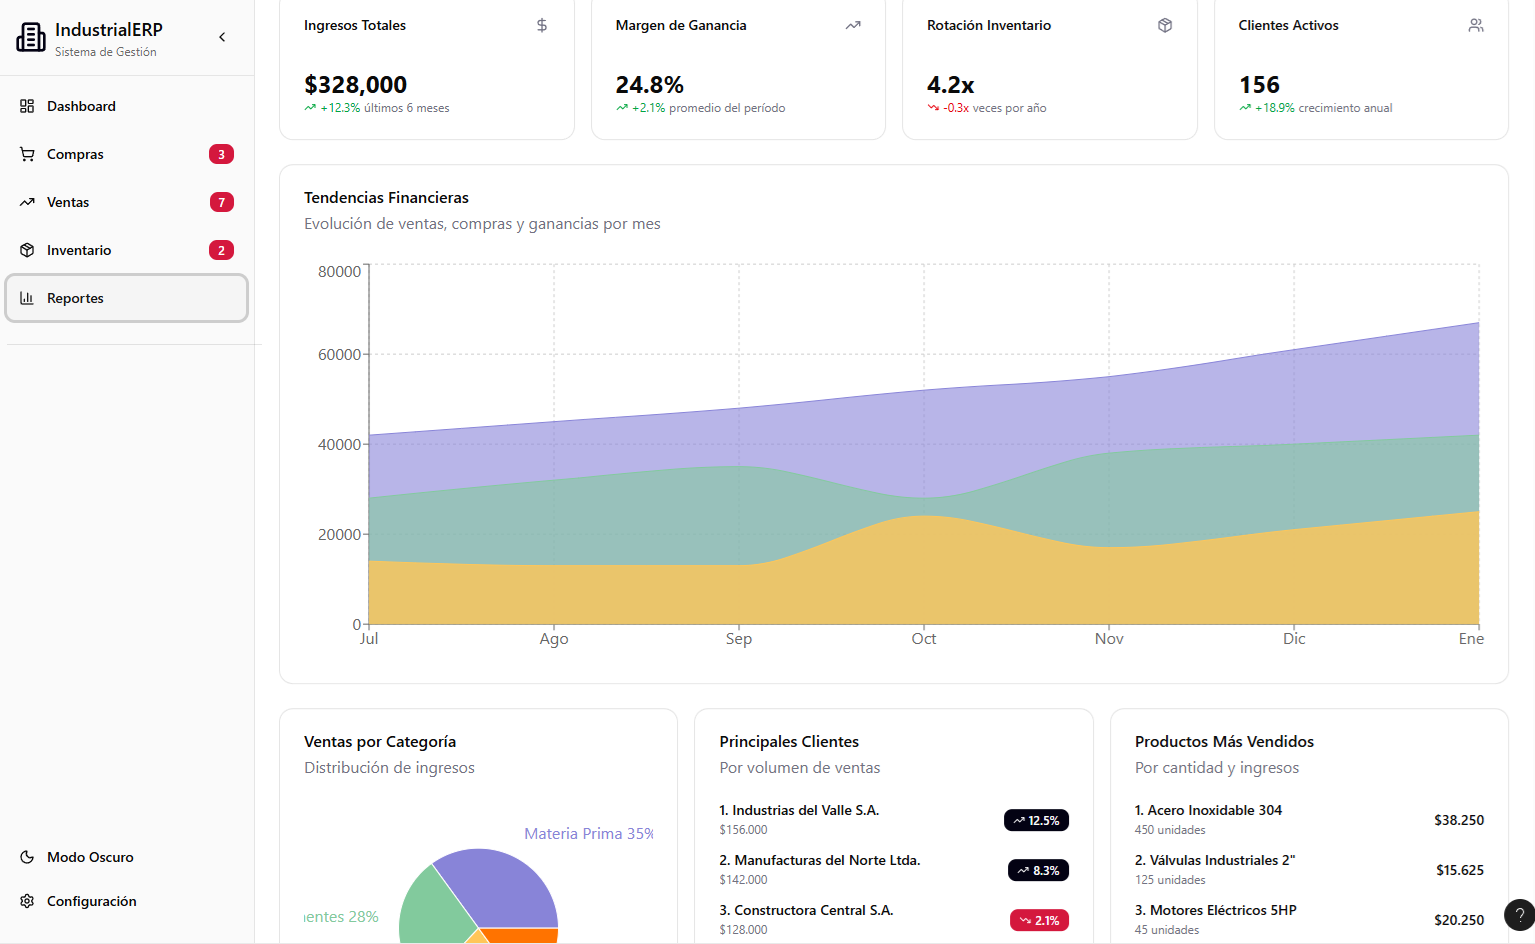 IndustrialERP
Sistema de Gestión
Dashboard
Compras 3
Ventas 7
Inventario 2
Reportes
Modo Oscuro
Configuración
Ingresos Totales
$328,000
+12.3% últimos 6 meses
Margen de Ganancia
24.8%
+2.1% promedio del período
Rotación Inventario
4.2x
-0.3x veces por año
Clientes Activos
156
+18.9% crecimiento anual
Tendencias Financieras
Evolución de ventas, compras y ganancias por mes
80000
60000
40000
20000
0
Jul Ago Sep Oct Nov Dic Ene
Ventas por Categoría
Distribución de ingresos
Materia Prima 35%
nentes 28%
Principales Clientes
Por volumen de ventas
1. Industrias del Valle S.A.
$156.000
12.5%
2. Manufacturas del Norte Ltda.
$142.000
8.3%
3. Constructora Central S.A.
$128.000
2.1%
Productos Más Vendidos
Por cantidad y ingresos
1. Acero Inoxidable 304
450 unidades
$38.250
2. Válvulas Industriales 2"
125 unidades
$15.625
3. Motores Eléctricos 5HP
45 unidades
$20.250
?